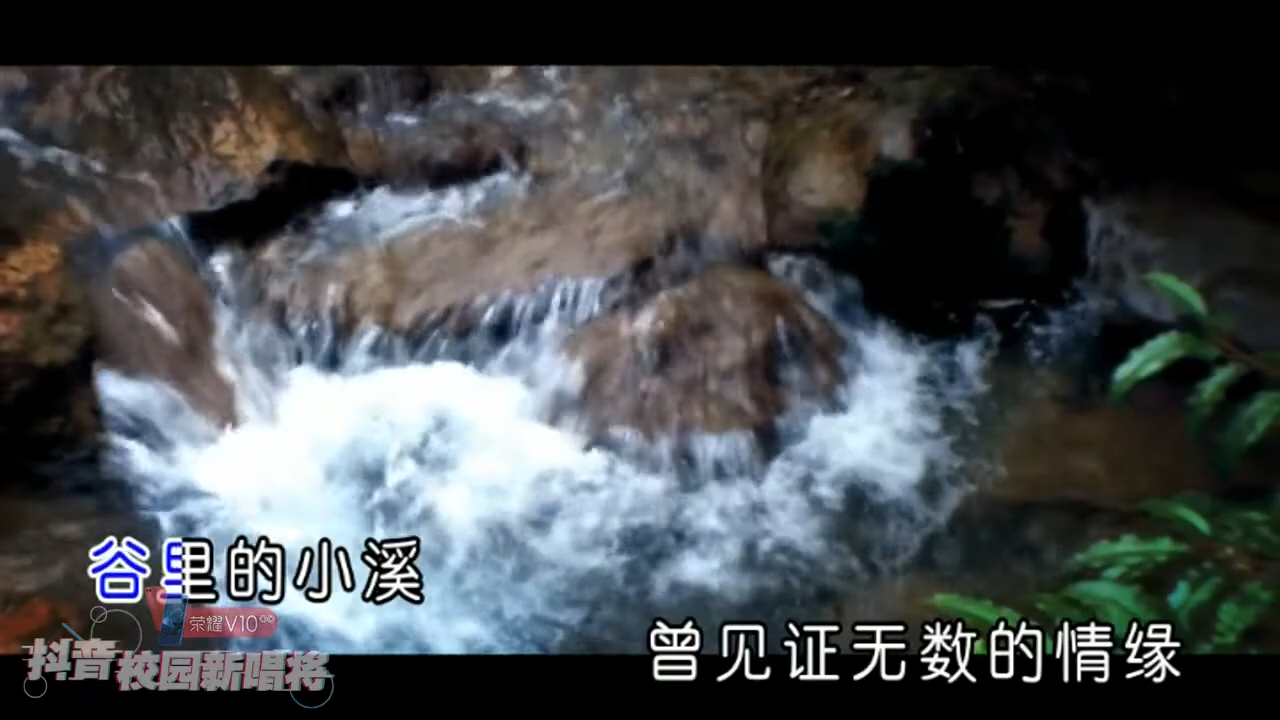 谷里的小溪
曾见证无数的情缘
荣耀V10
抖音校园新唱将